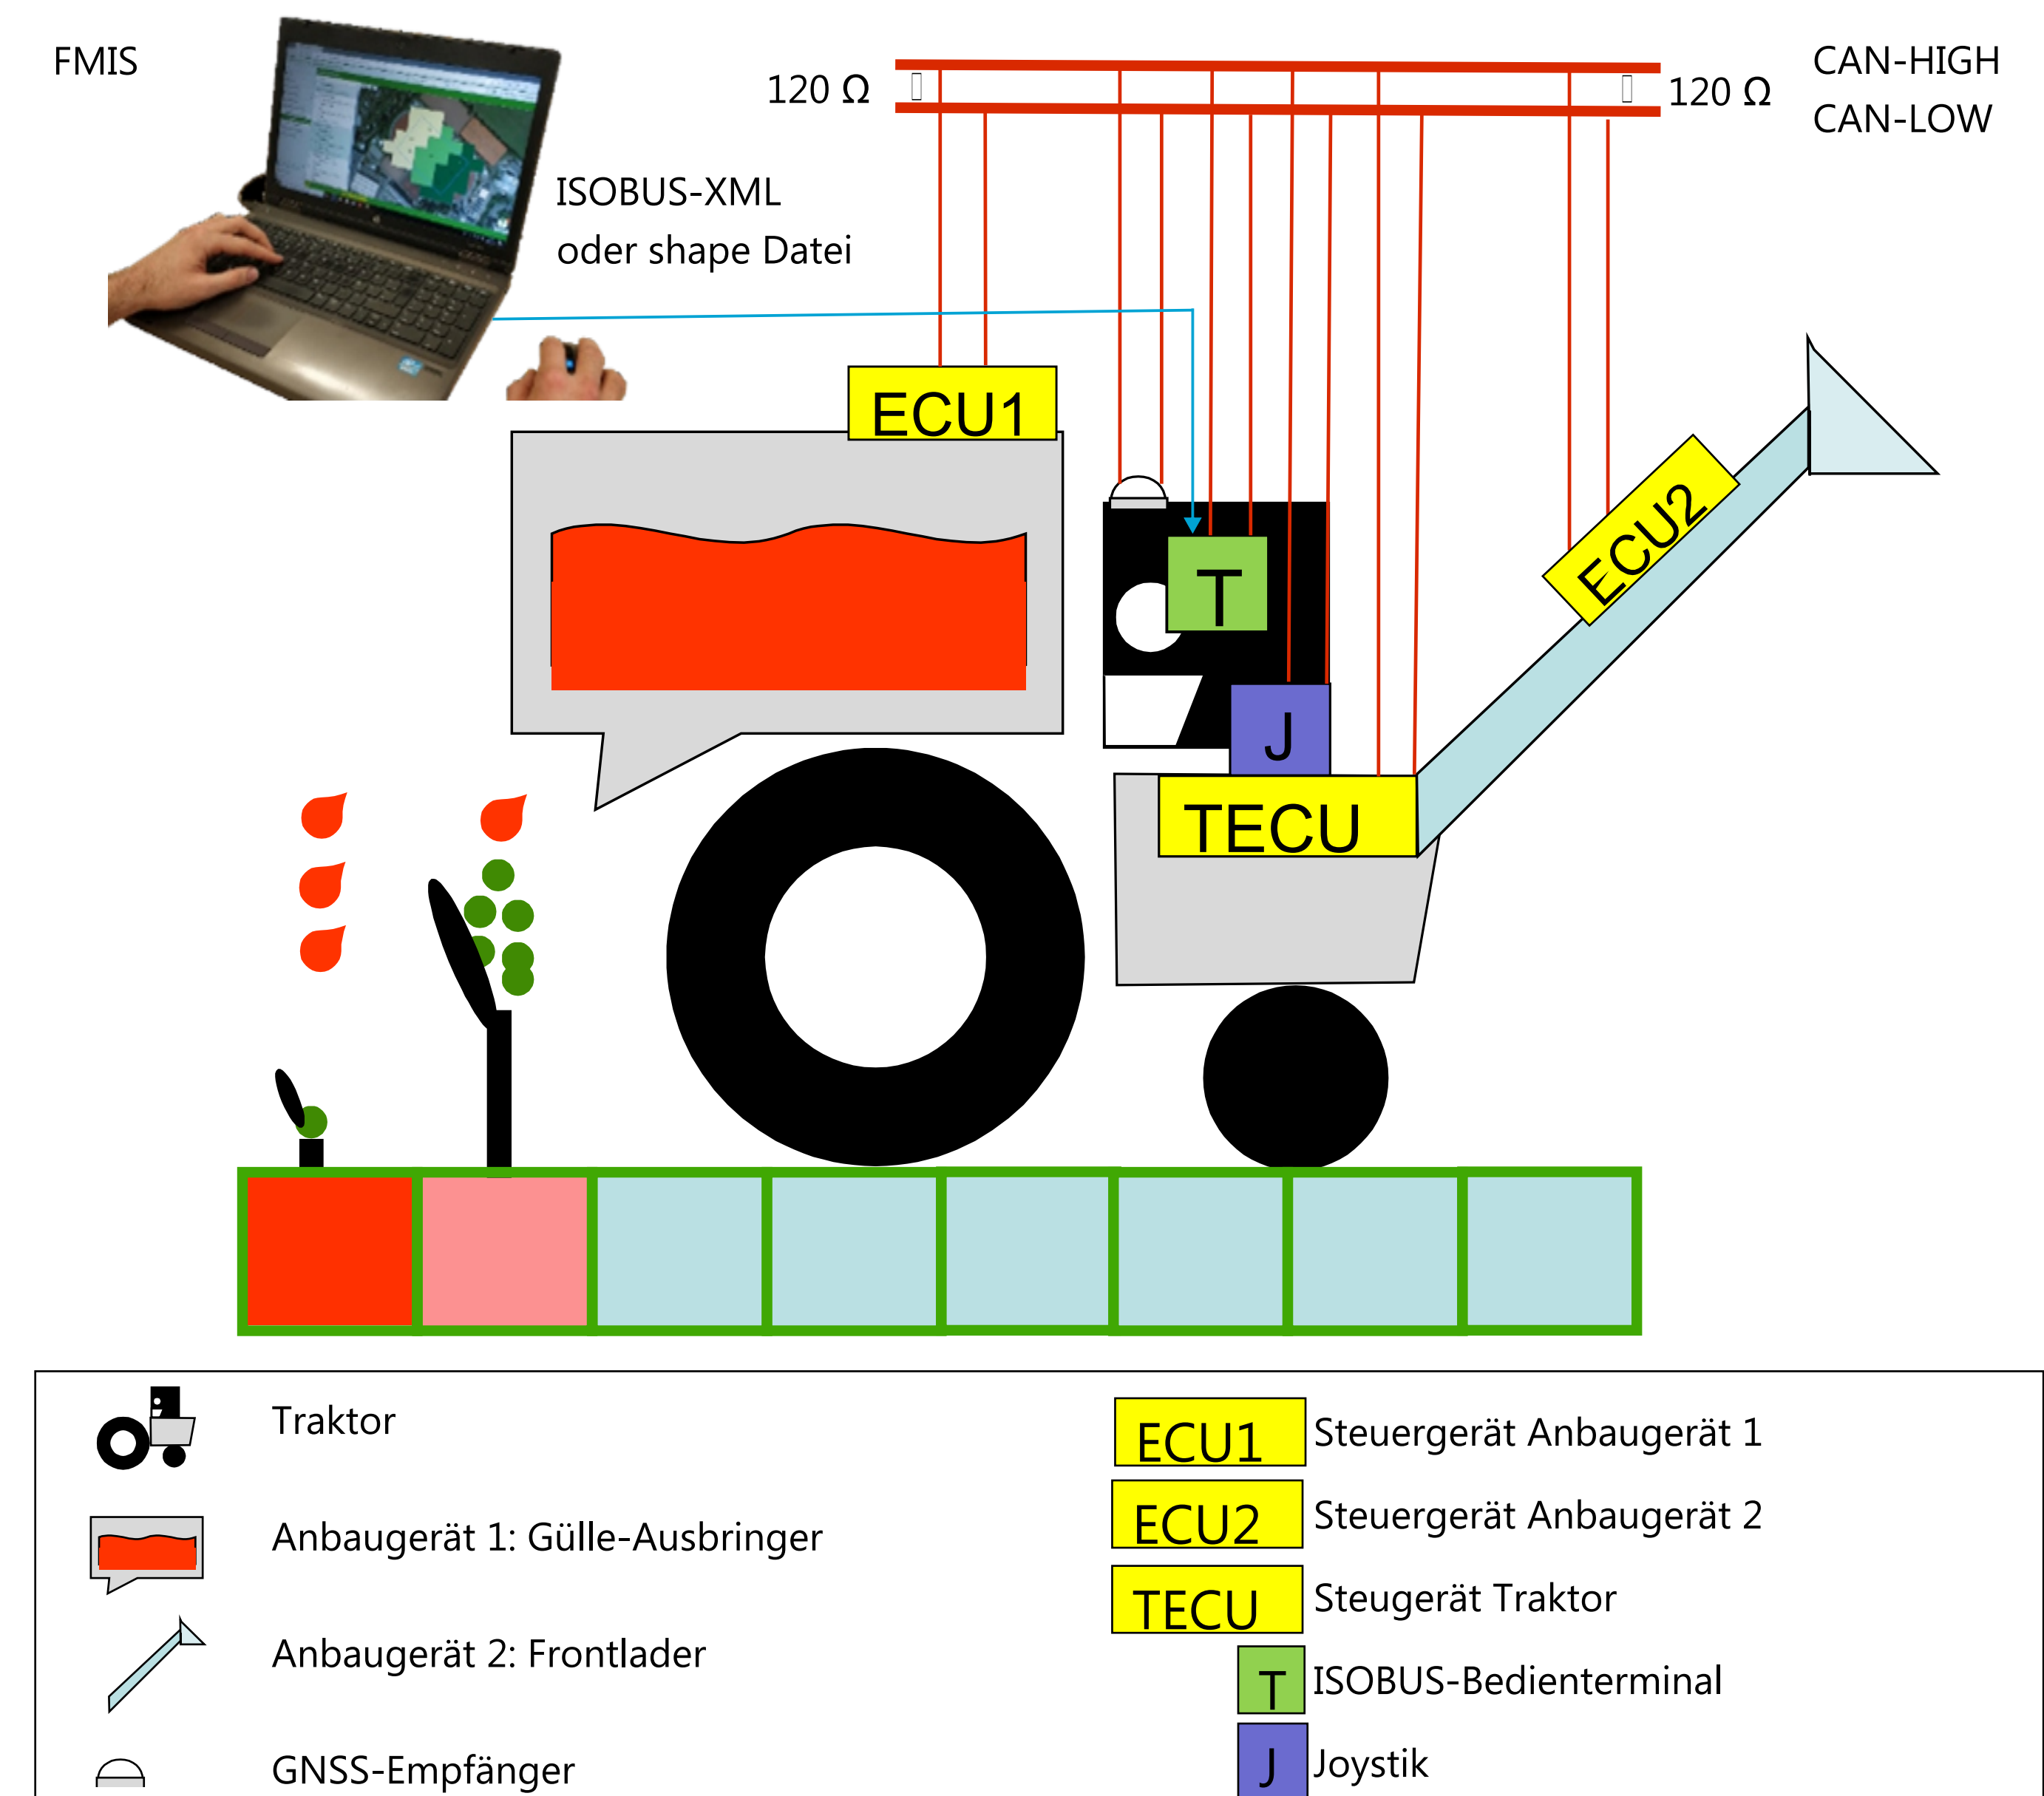 FMIS
120 Ω
120 Ω
CAN-HIGH
CAN-LOW
ISOBUS-XML
oder shape Datei
ECU1
ECU2
T
J
TECU
Traktor
Anbaugerät 1: Gülle-Ausbringer
Anbaugerät 2: Frontlader
GNSS-Empfänger
ECU1 Steuergerät Anbaugerät 1
ECU2 Steuergerät Anbaugerät 2
TECU Steugerät Traktor
T ISOBUS-Bedienterminal
J Joystik